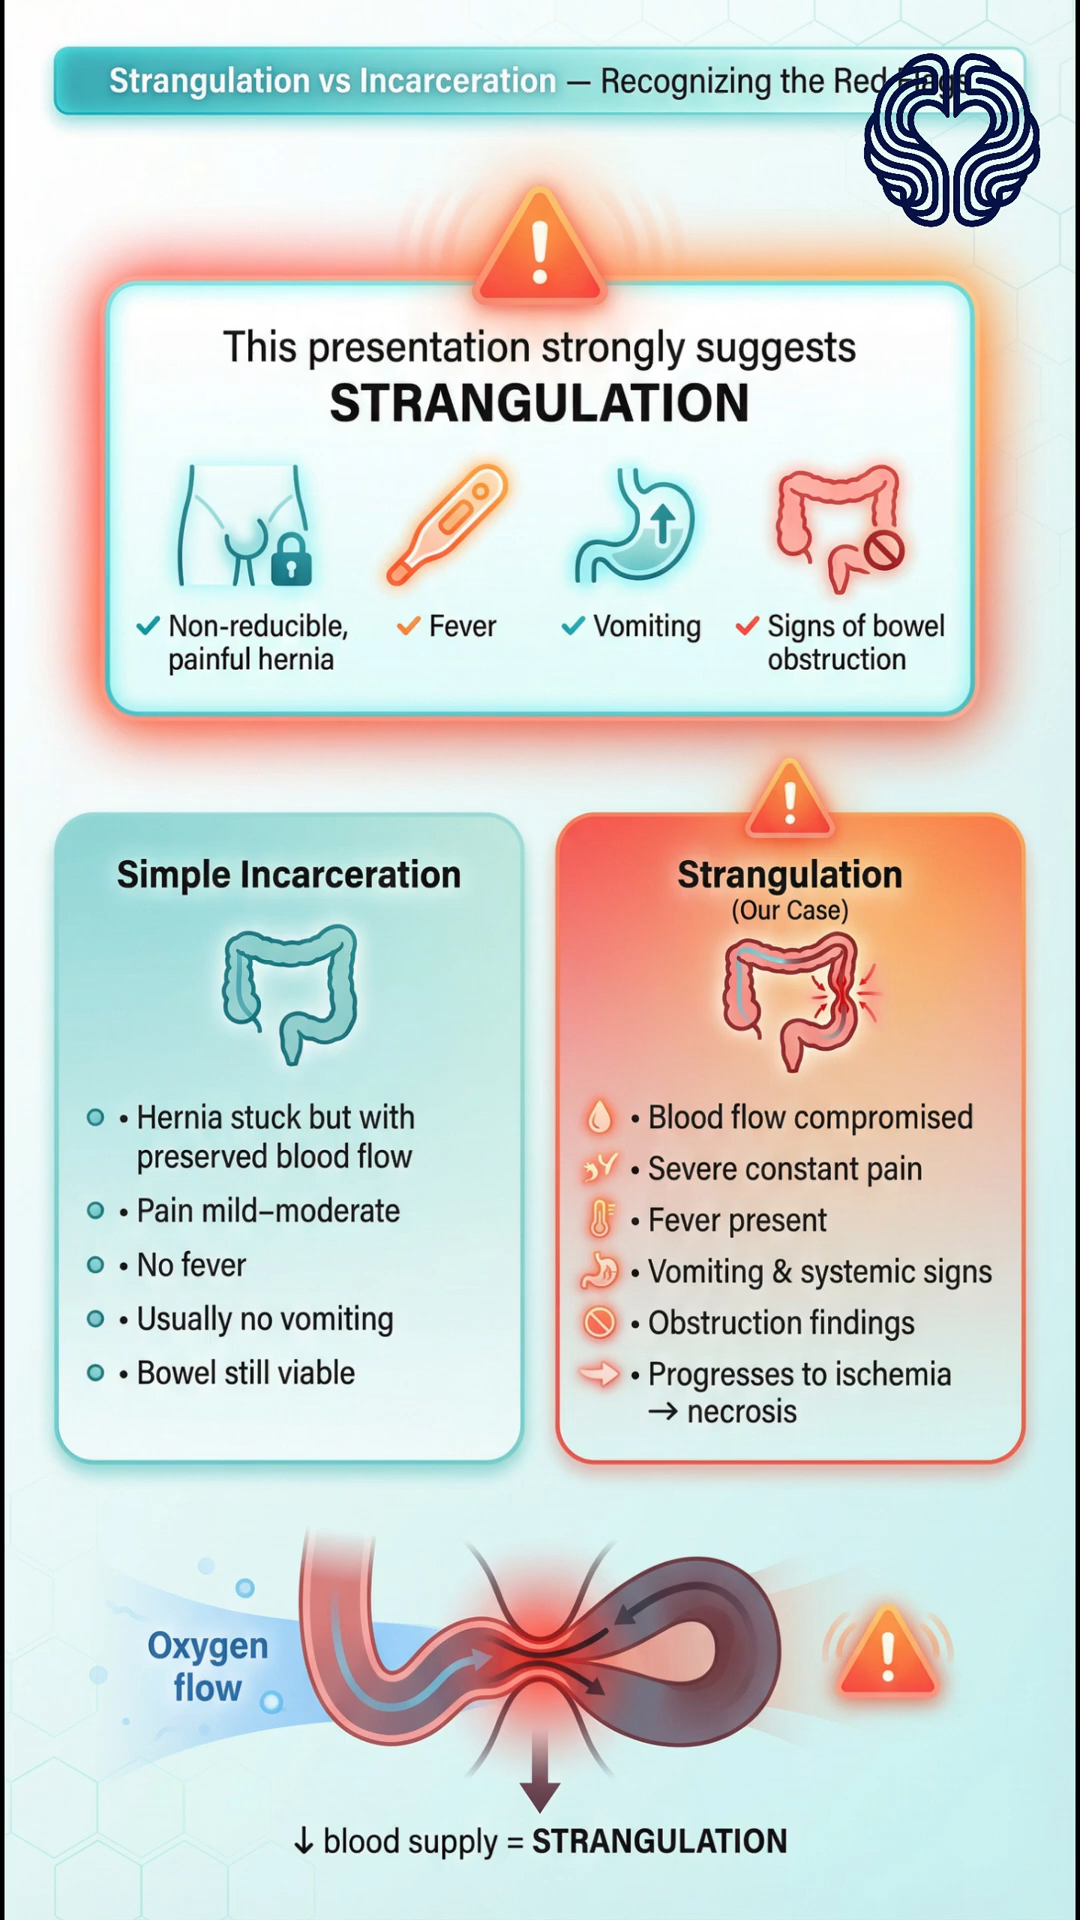 Strangulation vs Incarceration — Recognizing the Red Flags
This presentation strongly suggests
STRANGULATION
Non-reducible,
painful hernia
Fever
Vomiting
Signs of bowel
obstruction
Simple Incarceration
• Hernia stuck but with
preserved blood flow
• Pain mild–moderate
• No fever
• Usually no vomiting
• Bowel still viable
Strangulation
(Our Case)
• Blood flow compromised
• Severe constant pain
• Fever present
• Vomiting & systemic signs
• Obstruction findings
• Progresses to ischemia
→ necrosis
Oxygen
flow
↓ blood supply = STRANGULATION